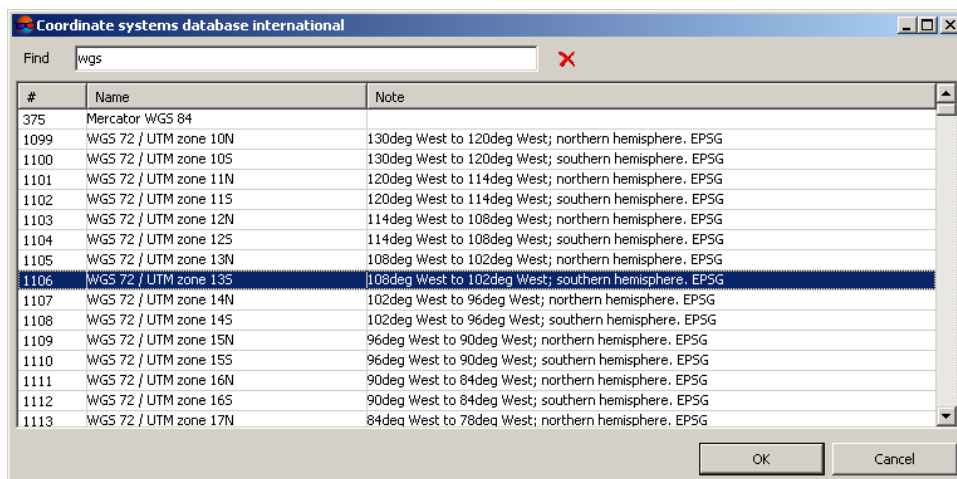 Coordinate systems database international
Find wgs
# Name Note
375 Mercator WGS 84
1099 WGS 72 / UTM zone 10N 130deg West to 120deg West; northern hemisphere. EPSG
1100 WGS 72 / UTM zone 10S 130deg West to 120deg West; southern hemisphere. EPSG
1101 WGS 72 / UTM zone 11N 120deg West to 114deg West; northern hemisphere. EPSG
1102 WGS 72 / UTM zone 11S 120deg West to 114deg West; southern hemisphere. EPSG
1103 WGS 72 / UTM zone 12N 114deg West to 108deg West; northern hemisphere. EPSG
1104 WGS 72 / UTM zone 12S 114deg West to 108deg West; southern hemisphere. EPSG
1105 WGS 72 / UTM zone 13N 108deg West to 102deg West; northern hemisphere. EPSG
1106 WGS 72 / UTM zone 13S 108deg West to 102deg West; southern hemisphere. EPSG
1107 WGS 72 / UTM zone 14N 102deg West to 96deg West; northern hemisphere. EPSG
1108 WGS 72 / UTM zone 14S 102deg West to 96deg West; southern hemisphere. EPSG
1109 WGS 72 / UTM zone 15N 96deg West to 90deg West; northern hemisphere. EPSG
1110 WGS 72 / UTM zone 15S 96deg West to 90deg West; southern hemisphere. EPSG
1111 WGS 72 / UTM zone 16N 90deg West to 84deg West; northern hemisphere. EPSG
1112 WGS 72 / UTM zone 16S 90deg West to 84deg West; southern hemisphere. EPSG
1113 WGS 72 / UTM zone 17N 84deg West to 78deg West; northern hemisphere. EPSG
OK Cancel